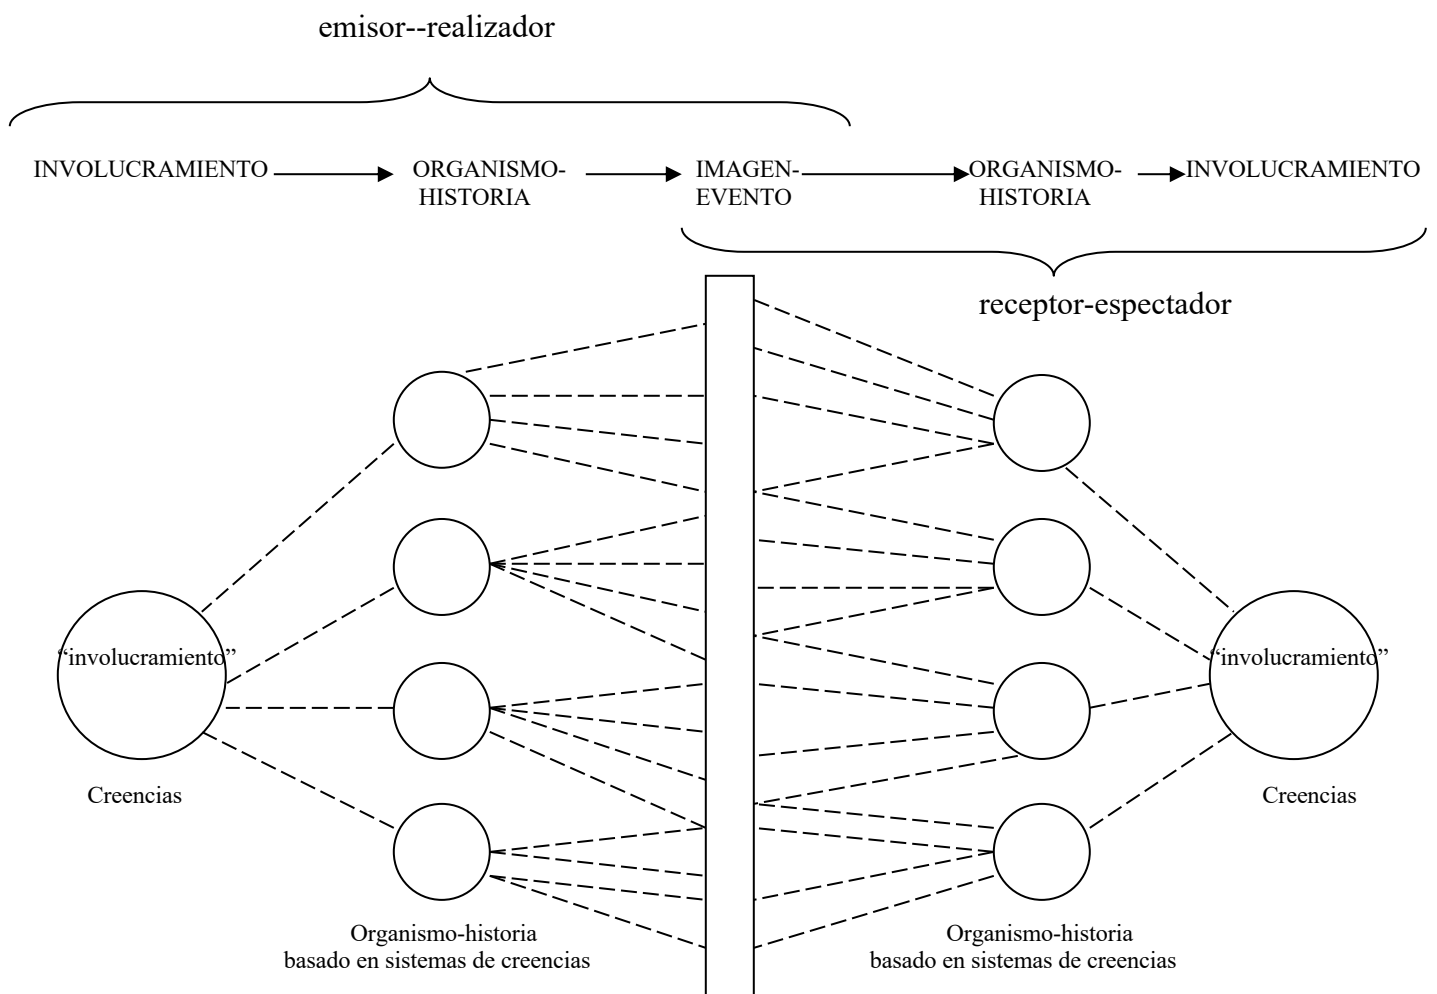 emisor--realizador
INVOLUCRAMIENTO
ORGANISMO-
HISTORIA
IMAGEN-
EVENTO
ORGANISMO-
HISTORIA
INVOLUCRAMIENTO
receptor-espectador
“involucramiento”
“involucramiento”
Creencias
Creencias
Organismo-historia
basado en sistemas de creencias
Organismo-historia
basado en sistemas de creencias